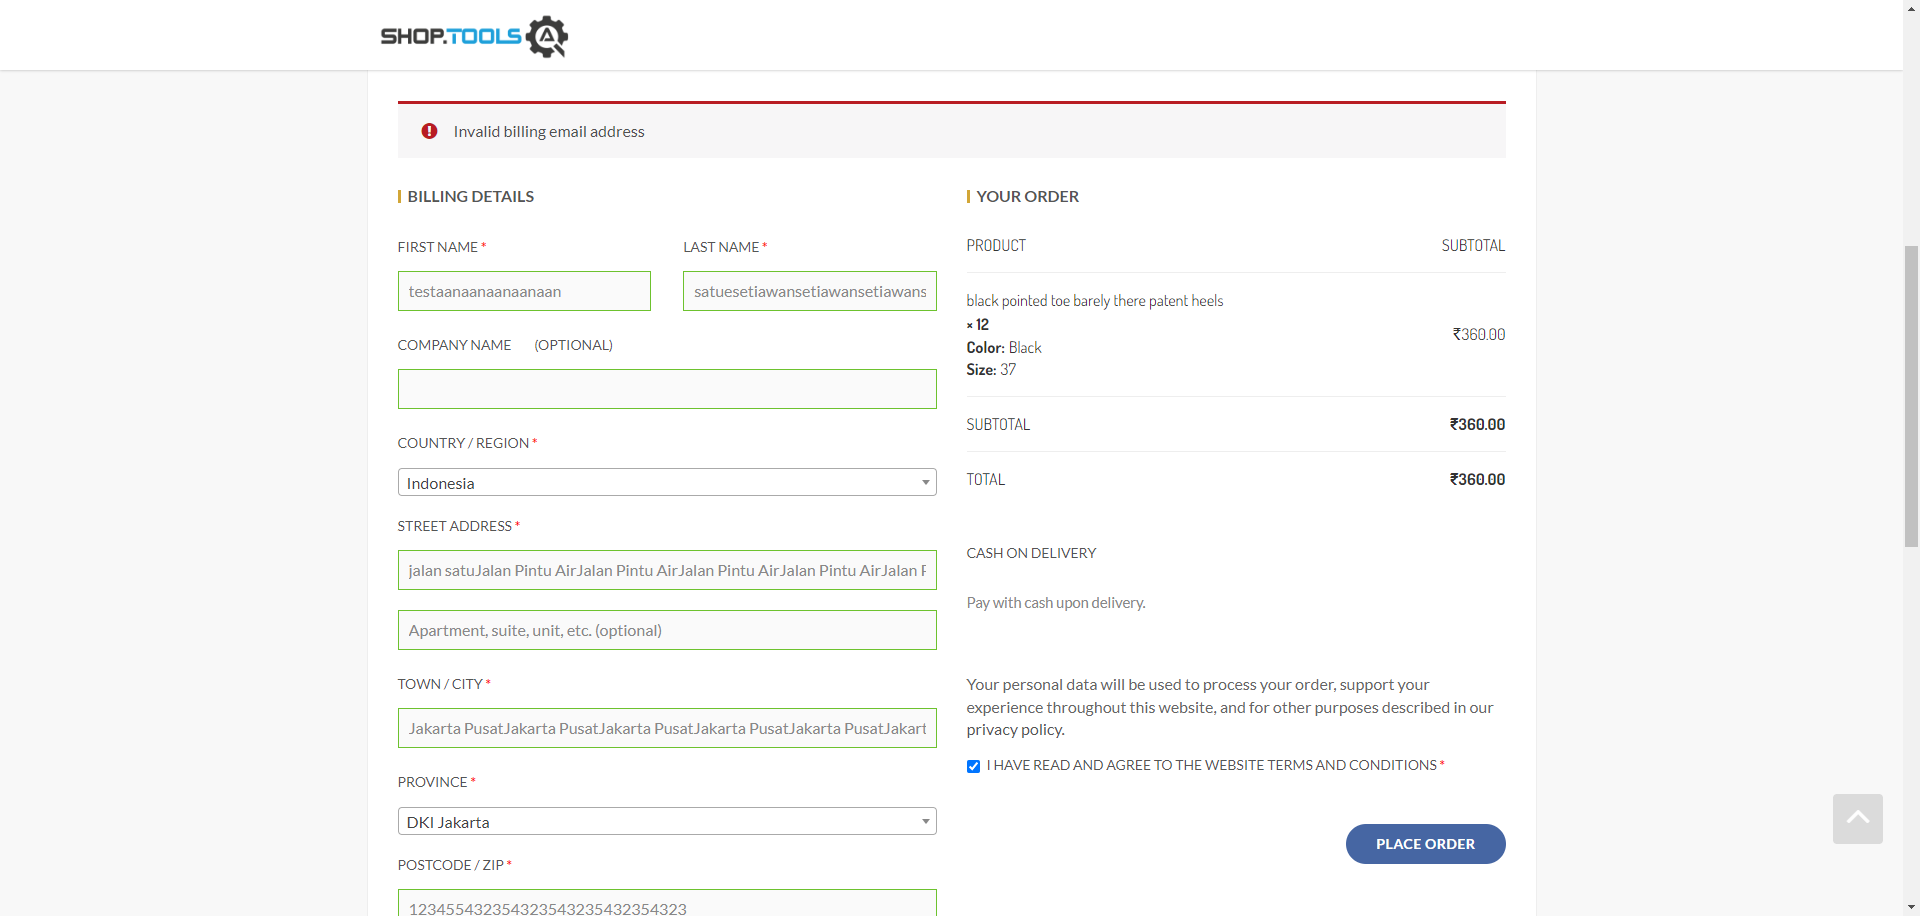 SHOP.TOOLS
Invalid billing email address
BILLING DETAILS
FIRST NAME *
LAST NAME *
testaanaanaanaanaan
satuesetiawansetiawansetiawans
COMPANY NAME (OPTIONAL)
COUNTRY / REGION *
Indonesia
STREET ADDRESS *
jalan satuJalan Pintu AirJalan Pintu AirJalan Pintu AirJalan Pintu AirJalan P
Apartment, suite, unit, etc. (optional)
TOWN / CITY *
Jakarta PusatJakarta PusatJakarta PusatJakarta PusatJakarta PusatJakart
PROVINCE *
DKI Jakarta
POSTCODE / ZIP *
12345543235432354323543235432​3
YOUR ORDER
PRODUCT SUBTOTAL
black pointed toe barely there patent heels
× 12
Color: Black
Size: 37
₹360.00
SUBTOTAL ₹360.00
TOTAL ₹360.00
CASH ON DELIVERY
Pay with cash upon delivery.
Your personal data will be used to process your order, support your
experience throughout this website, and for other purposes described in our
privacy policy.
I HAVE READ AND AGREE TO THE WEBSITE TERMS AND CONDITIONS *
PLACE ORDER